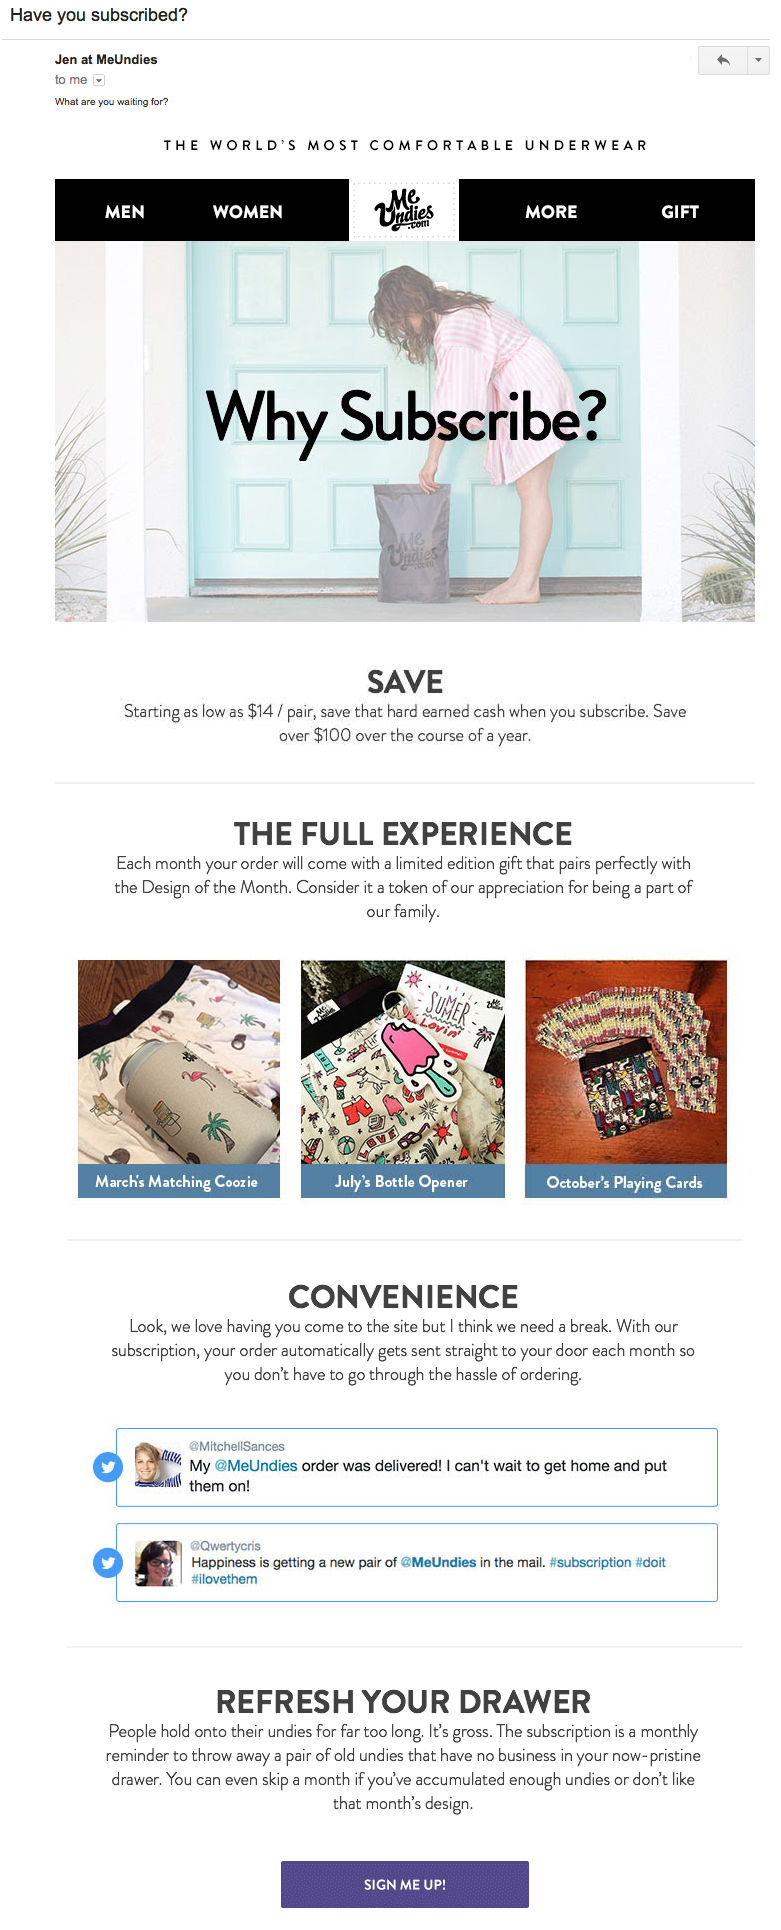 Have you subscribed?
Jen at MeUndies
to me
What are you waiting for?
THE WORLD'S MOST COMFORTABLE UNDERWEAR
MEN WOMEN Me Undies .com MORE GIFT
Why Subscribe?
Me
Undies
.com
SAVE
Starting as low as $14 / pair, save that hard earned cash when you subscribe. Save
over $100 over the course of a year.
THE FULL EXPERIENCE
Each month your order will come with a limited edition gift that pairs perfectly with
the Design of the Month. Consider it a token of our appreciation for being a part of
our family.
SUMER
Lovin'
LOVE
March's Matching Coozie
July's Bottle Opener
October's Playing Cards
CONVENIENCE
Look, we love having you come to the site but I think we need a break. With our
subscription, your order automatically gets sent straight to your door each month so
you don't have to go through the hassle of ordering.
@MitchellSances
My @MeUndies order was delivered! I can't wait to get home and put
them on!
@Qwertycris
Happiness is getting a new pair of @MeUndies in the mail. #subscription #doit
#ilovethem
REFRESH YOUR DRAWER
People hold onto their undies for far too long. It's gross. The subscription is a monthly
reminder to throw away a pair of old undies that have no business in your now-pristine
drawer. You can even skip a month if you've accumulated enough undies or don't like
that month's design.
SIGN ME UP!